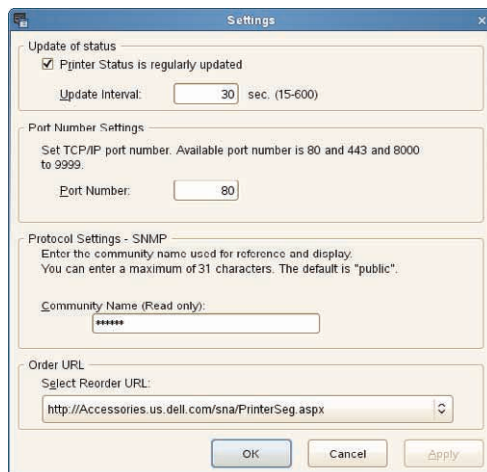 Settings
Update of status
Printer Status is regularly updated
Update Interval: 30 sec. (15-600)
Port Number Settings
Set TCP/IP port number. Available port number is 80 and 443 and 8000
to 9999.
Port Number: 80
Protocol Settings - SNMP
Enter the community name used for reference and display.
You can enter a maximum of 31 characters. The default is "public".
Community Name (Read only):
******
Order URL
Select Reorder URL:
http://Accessories.us.dell.com/sna/PrinterSeg.aspx
OK Cancel Apply